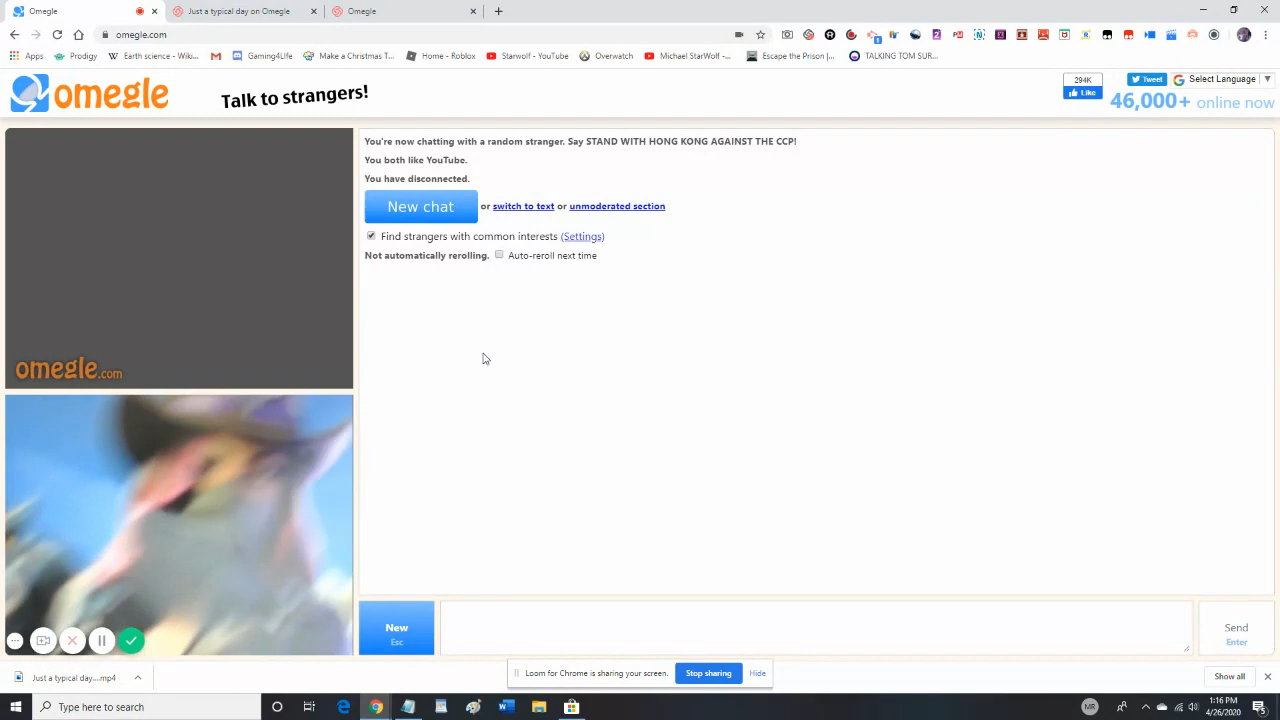 Omegle
Just a typical day on Omegle
Omegle
omegle.com
Apps
Prodigy
Earth science - Wiki...
Gaming4Life
Make a Christmas T...
Home - Roblox
Starwolf - YouTube
Overwatch
Michael StarWolf -...
Escape the Prison |...
TALKING TOM SUR...
omegle
Talk to strangers!
294K
Like
Tweet
Select Language
46,000+ online now
You're now chatting with a random stranger. Say STAND WITH HONG KONG AGAINST THE CCP!
You both like YouTube.
You have disconnected.
New chat or switch to text or unmoderated section
Find strangers with common interests (Settings)
Not automatically rerolling. Auto-reroll next time
omegle.com
New
Esc
Send
Enter
Just a typical day....mp4
Loom for Chrome is sharing your screen.
Stop sharing
Hide
Show all
Type here to search
MR
1:16 PM
4/26/2020